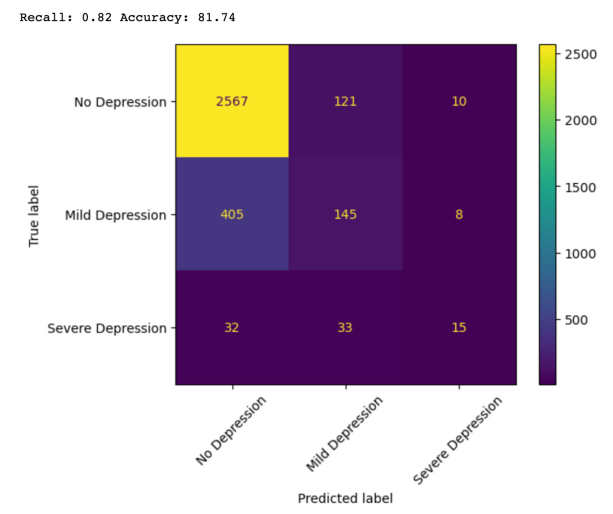 Recall: 0.82 Accuracy: 81.74
No Depression
2567 121 10
Mild Depression
405 145 8
Severe Depression
32 33 15
True label
No Depression
Mild Depression
Severe Depression
Predicted label
2500
2000
1500
1000
500